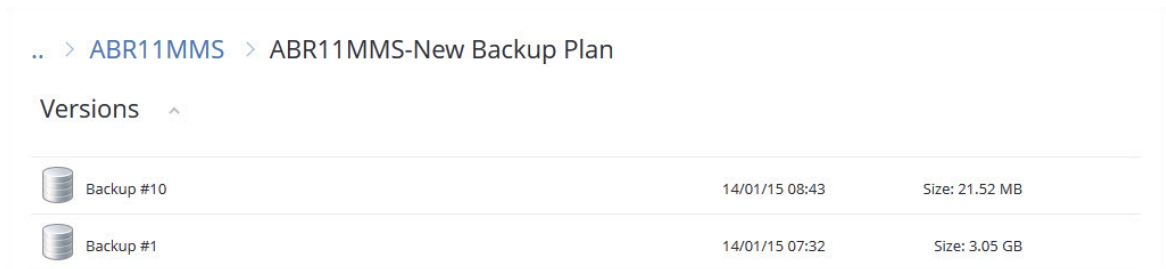 .. > ABR11MMS > ABR11MMS-New Backup Plan
Versions
Backup #10 14/01/15 08:43 Size: 21.52 MB
Backup #1 14/01/15 07:32 Size: 3.05 GB